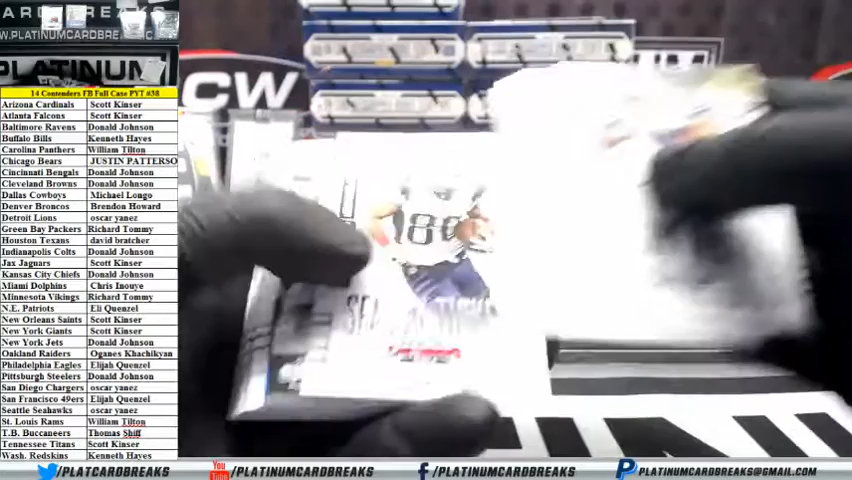 WWW.PLATINUMCARDBREAKS.C
PLATINUM
14 Contenders FB Full Case PYT #38
Arizona Cardinals Scott Kinser
Atlanta Falcons Scott Kinser
Baltimore Ravens Donald Johnson
Buffalo Bills Kenneth Hayes
Carolina Panthers William Tilton
Chicago Bears JUSTIN PATTERSO
Cincinnati Bengals Donald Johnson
Cleveland Browns Donald Johnson
Dallas Cowboys Michael Longo
Denver Broncos Brendon Howard
Detroit Lions oscar yanez
Green Bay Packers Richard Tommy
Houston Texans david bratcher
Indianapolis Colts Donald Johnson
Jax Jaguars Scott Kinser
Kansas City Chiefs Donald Johnson
Miami Dolphins Chris Inouye
Minnesota Vikings Richard Tommy
N.E. Patriots Eli Quenzel
New Orleans Saints Scott Kinser
New York Giants Scott Kinser
New York Jets Donald Johnson
Oakland Raiders Oganes Khachikyan
Philadelphia Eagles Elijah Quenzel
Pittsburgh Steelers Donald Johnson
San Diego Chargers oscar yanez
San Francisco 49ers Elijah Quenzel
Seattle Seahawks oscar yanez
St. Louis Rams William Tilton
T.B. Buccaneers Thomas Shiff
Tennessee Titans Scott Kinser
Wash. Redskins Kenneth Hayes
CW
80
/PLATCARDBREAKS
You Tube /PLATINUMCARDBREAKS
/PLATINUMCARDBREAKS
PLATINUMCARDBREAKS@GMAIL.COM